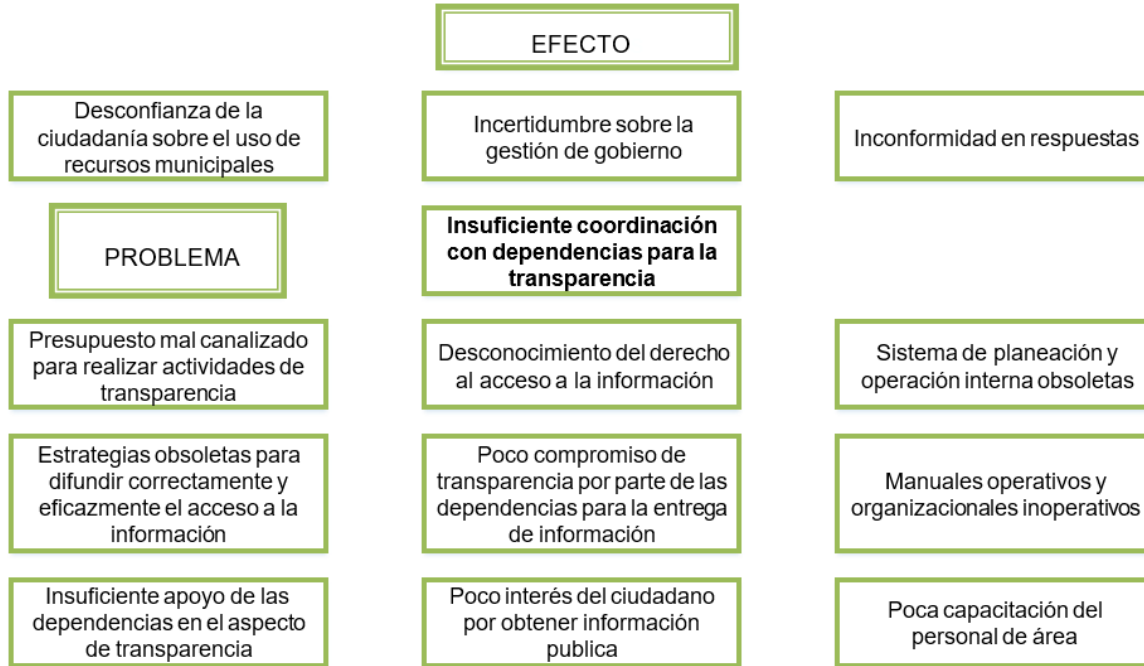 EFECTO
Desconfianza de la
ciudadanía sobre el uso de
recursos municipales
Incertidumbre sobre la
gestión de gobierno
Inconformidad en respuestas
PROBLEMA
Insuficiente coordinación
con dependencias para la
transparencia
Presupuesto mal canalizado
para realizar actividades de
transparencia
Desconocimiento del derecho
al acceso a la información
Sistema de planeación y
operación interna obsoletas
Estrategias obsoletas para
difundir correctamente y
eficazmente el acceso a la
información
Poco compromiso de
transparencia por parte de las
dependencias para la entrega
de información
Manuales operativos y
organizacionales inoperativos
Insuficiente apoyo de las
dependencias en el aspecto
de transparencia
Poco interés del ciudadano
por obtener información
publica
Poca capacitación del
personal de área